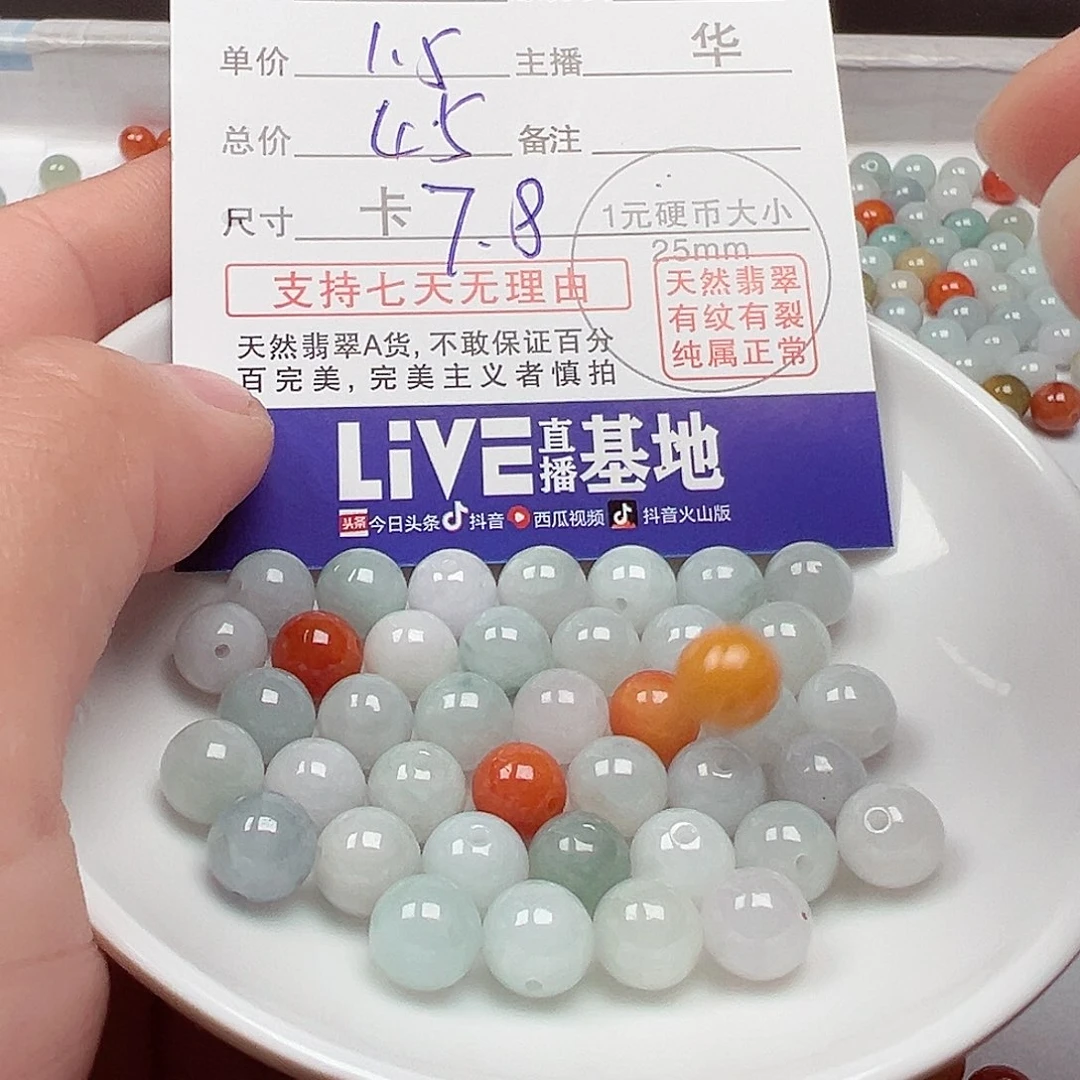 单价 1.5 主播 华
总价 45 备注
尺寸 卡 7.8 1元硬币大小
25mm
支持七天无理由
天然翡翠
有纹有裂
纯属正常
天然翡翠A货,不敢保证百分
百完美,完美主义者慎拍
LiVE直播基地
头条 今日头条 抖音 西瓜视频 抖音火山版